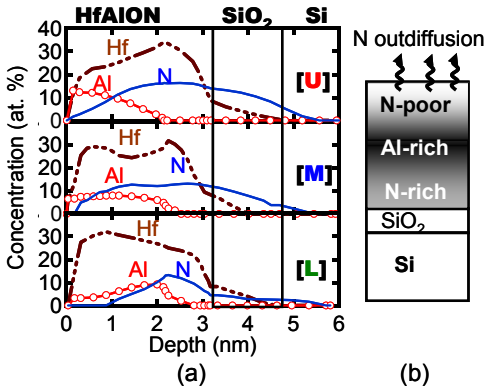 HfAlON SiO2 Si
Concentration (at. %)
40
30
20
10
0
Hf
Al
N
[U]
30
20
10
0
Hf
Al
N
[M]
30
20
10
0
Hf
Al
N
[L]
0 1 2 3 4 5 6
Depth (nm)
(a)
N outdiffusion
N-poor
Al-rich
N-rich
SiO2
Si
(b)